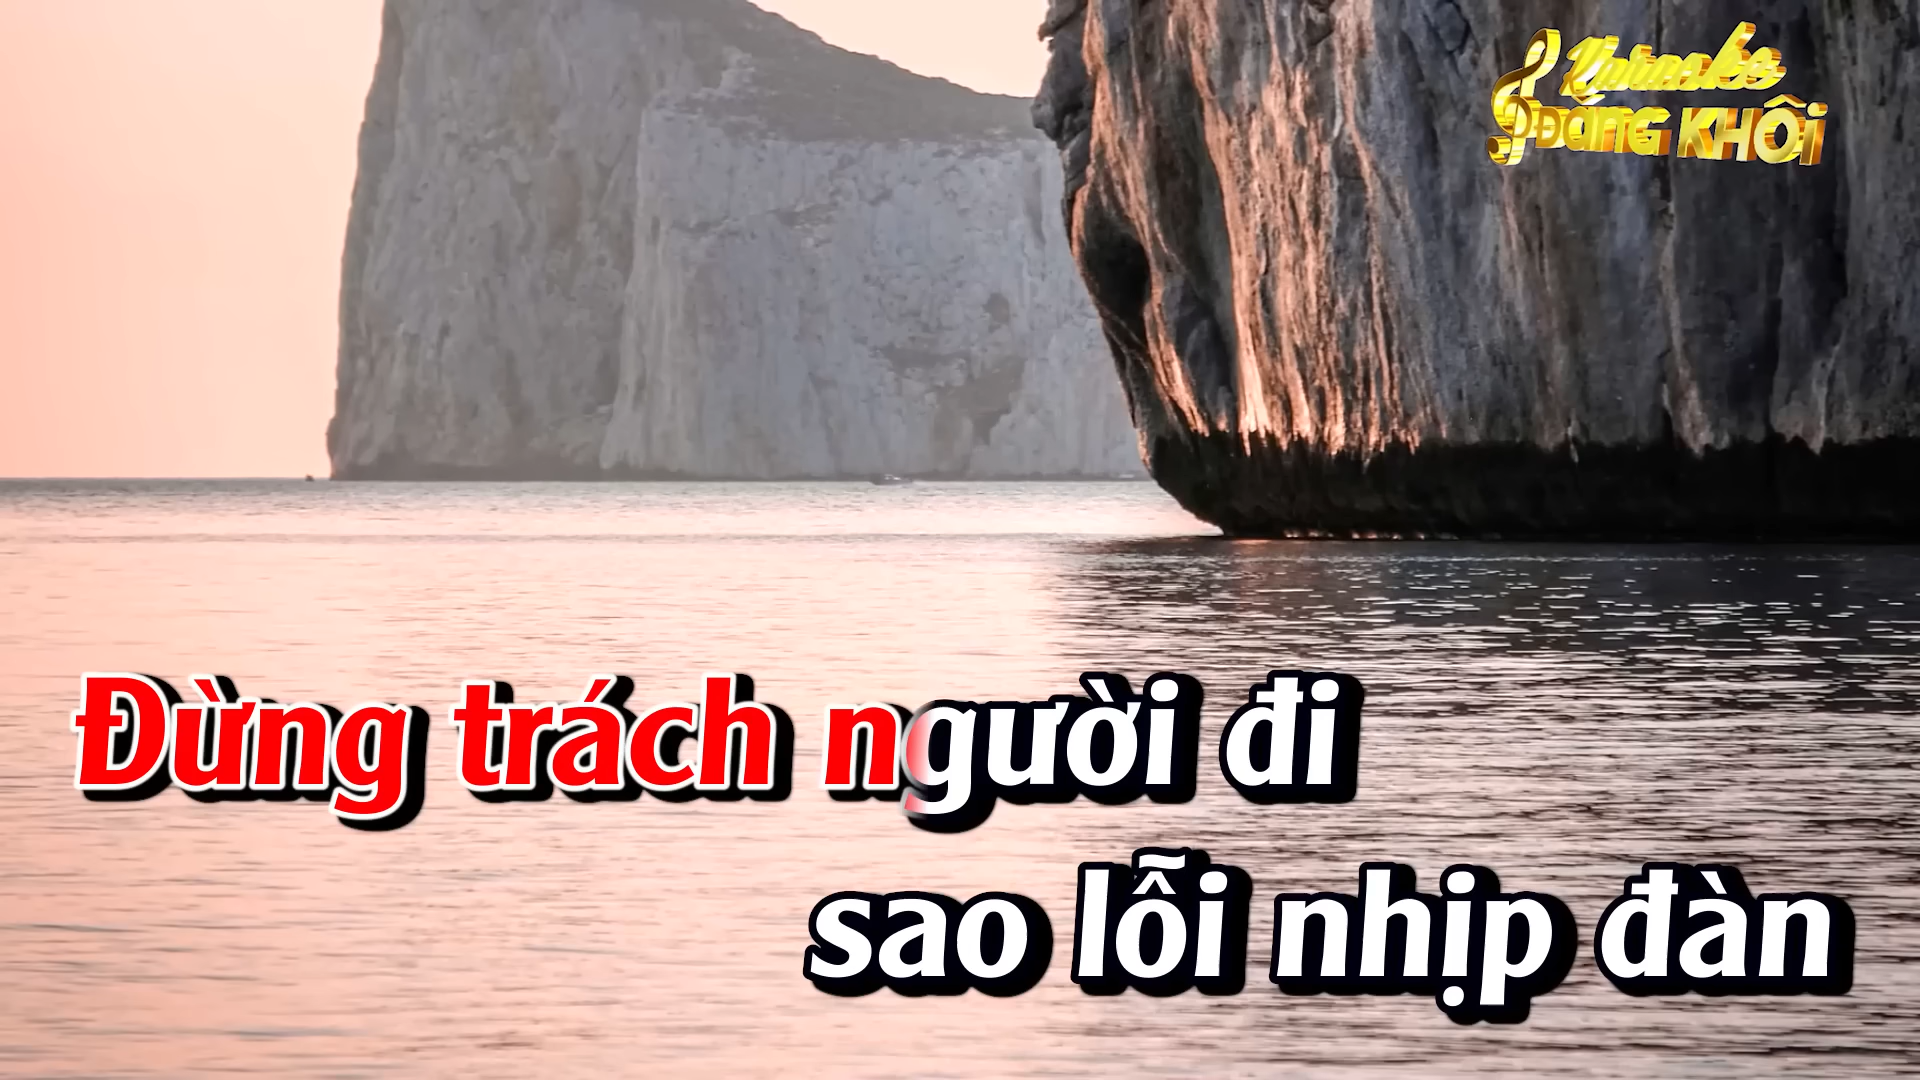 Karaoke
ĐĂNG KHÔI
Đừng trách người đi
sao lỗi nhịp đàn